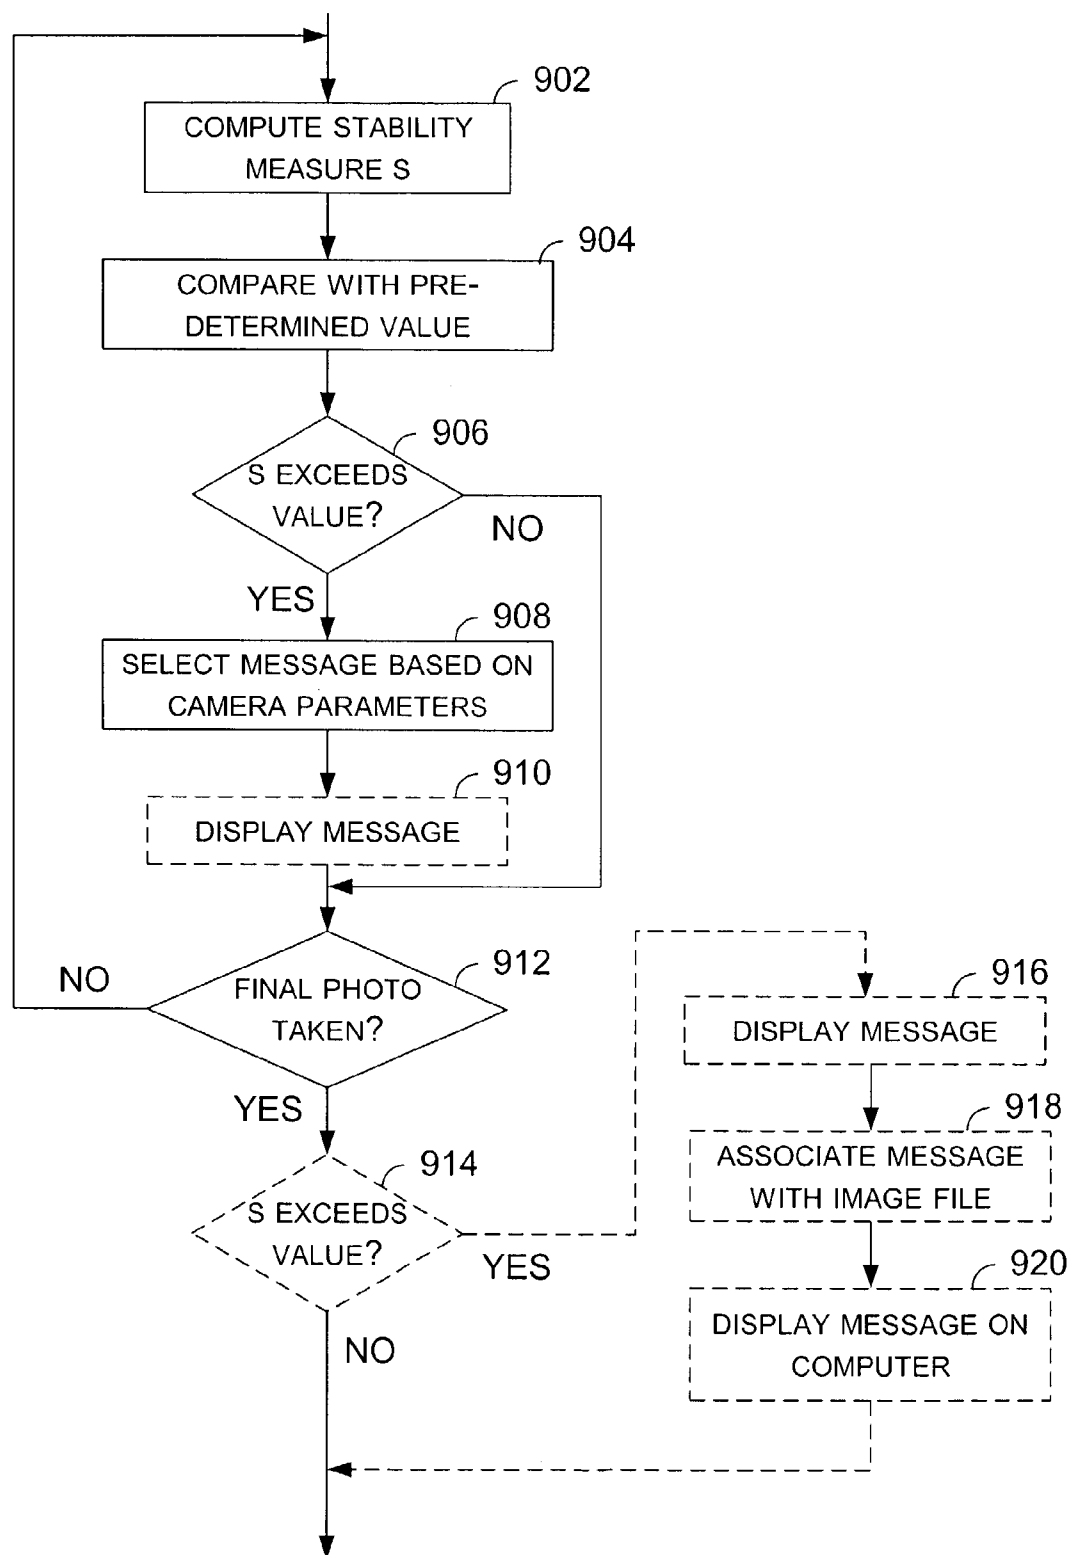 902
COMPUTE STABILITY
MEASURE S
904
COMPARE WITH PRE-
DETERMINED VALUE
906
S EXCEEDS
VALUE?
NO
YES
908
SELECT MESSAGE BASED ON
CAMERA PARAMETERS
910
DISPLAY MESSAGE
912
FINAL PHOTO
TAKEN?
NO
YES
914
S EXCEEDS
VALUE?
YES
NO
916
DISPLAY MESSAGE
918
ASSOCIATE MESSAGE
WITH IMAGE FILE
920
DISPLAY MESSAGE ON
COMPUTER